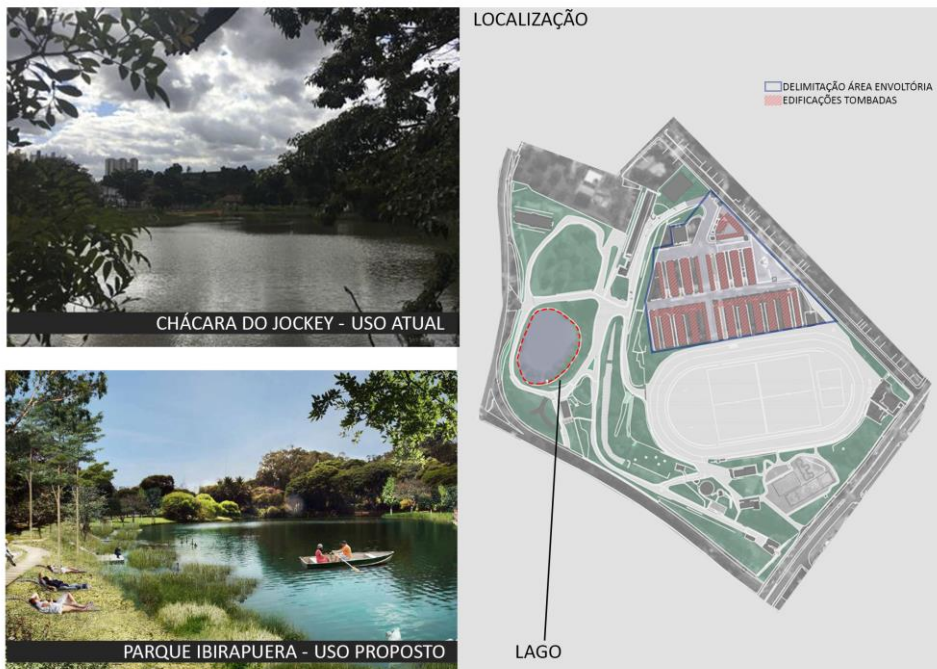 CHÁCARA DO JOCKEY - USO ATUAL
PARQUE IBIRAPUERA - USO PROPOSTO
LOCALIZAÇÃO
DELIMITAÇÃO ÁREA ENVOLTÓRIA
EDIFICAÇÕES TOMBADAS
LAGO